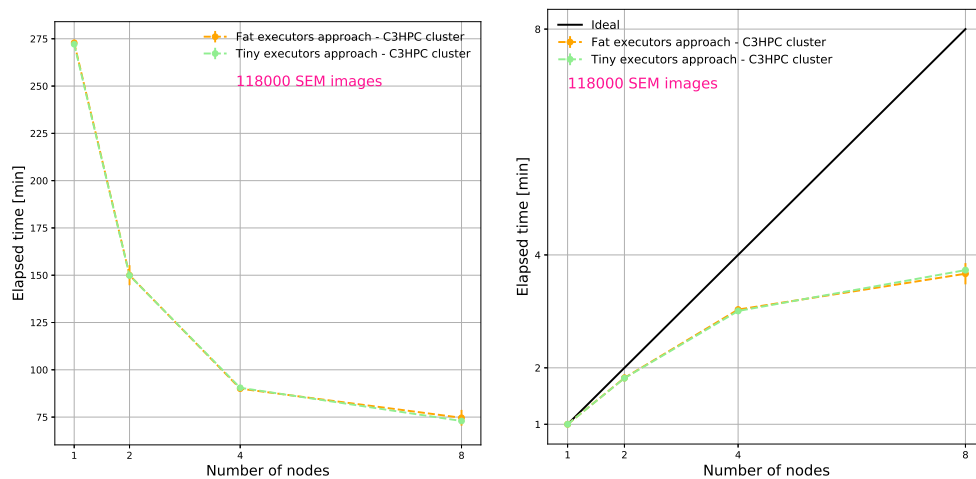 Elapsed time [min]
275
250
225
200
175
150
125
100
75
Fat executors approach - C3HPC cluster
Tiny executors approach - C3HPC cluster
118000 SEM images
1 2 4 8
Number of nodes
Elapsed time [min]
8
4
2
1
Ideal
Fat executors approach - C3HPC cluster
Tiny executors approach - C3HPC cluster
118000 SEM images
1 2 4 8
Number of nodes